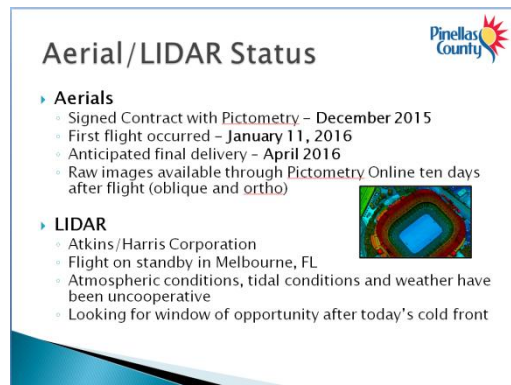 Pinellas
County
Aerial/LIDAR Status
Aerials
Signed Contract with Pictometry – December 2015
First flight occurred – January 11, 2016
Anticipated final delivery – April 2016
Raw images available through Pictometry Online ten days
after flight (oblique and ortho)
LIDAR
Atkins/Harris Corporation
Flight on standby in Melbourne, FL
Atmospheric conditions, tidal conditions and weather have
been uncooperative
Looking for window of opportunity after today's cold front